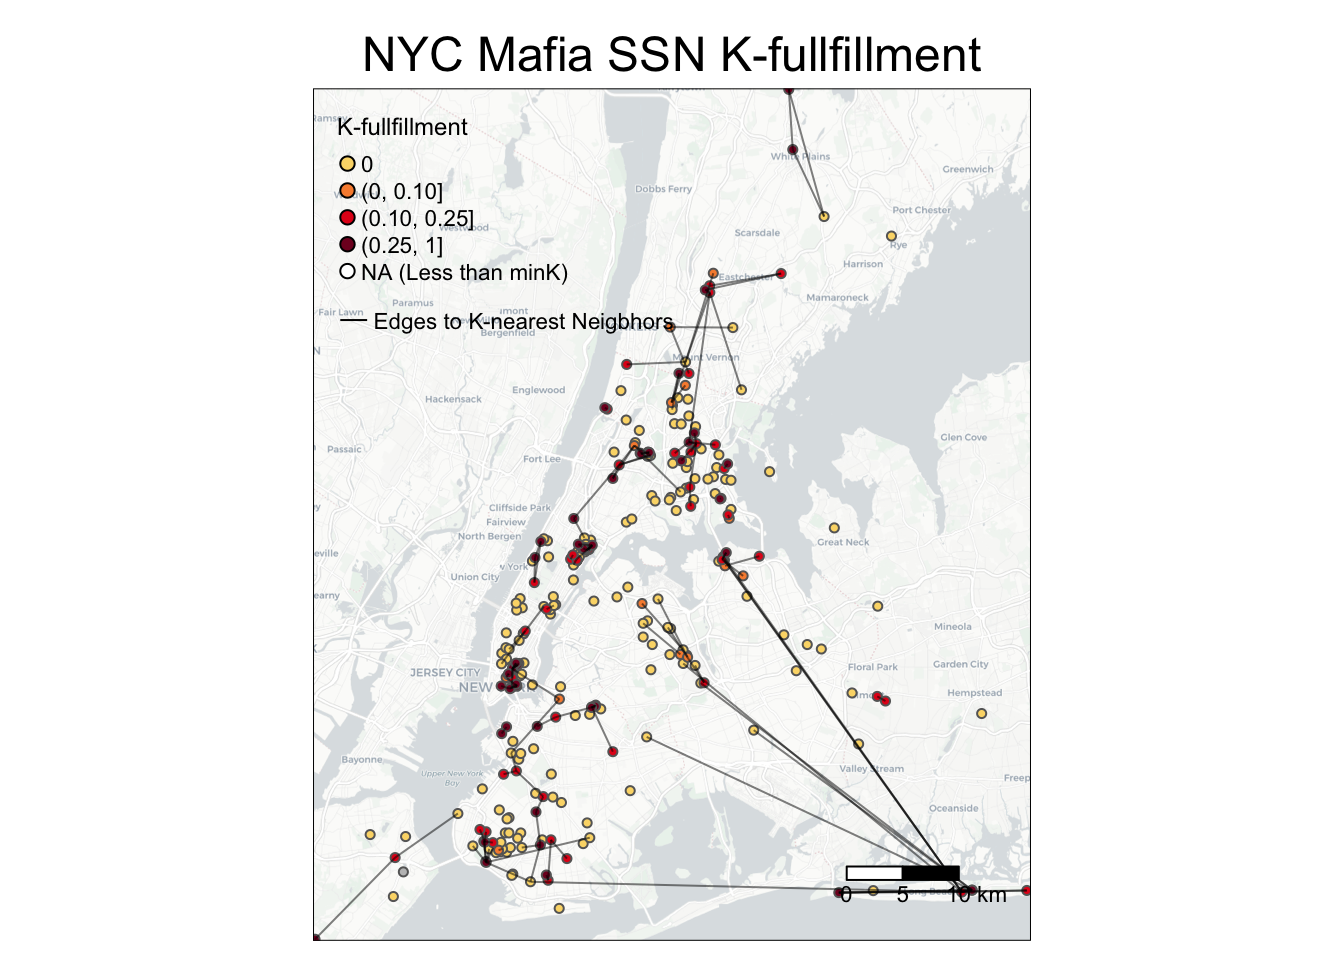 NYC Mafia SSN K-fullfillment
K-fullfillment
0
(0, 0.10]
(0.10, 0.25]
(0.25, 1]
NA (Less than minK)
Edges to K-nearest Neigbhors
White Plains
Greenwich
Dobbs Ferry
Port Chester
Westwood
Scarsdale
Rye
Harrison
Eastchester
Mamaroneck
Paramus
Fair Lawn
Bergenfield
Mount Vernon
Englewood
Hackensack
Glen Cove
Passaic
Fort Lee
Cliffside Park
Fairview
North Bergen
Great Neck
Union City
Mineola
JERSEY CITY
Floral Park
Garden City
Hempstead
Bayonne
Upper New York
Bay
Valley Stream
Freep
Oceanside
0 5 10 km